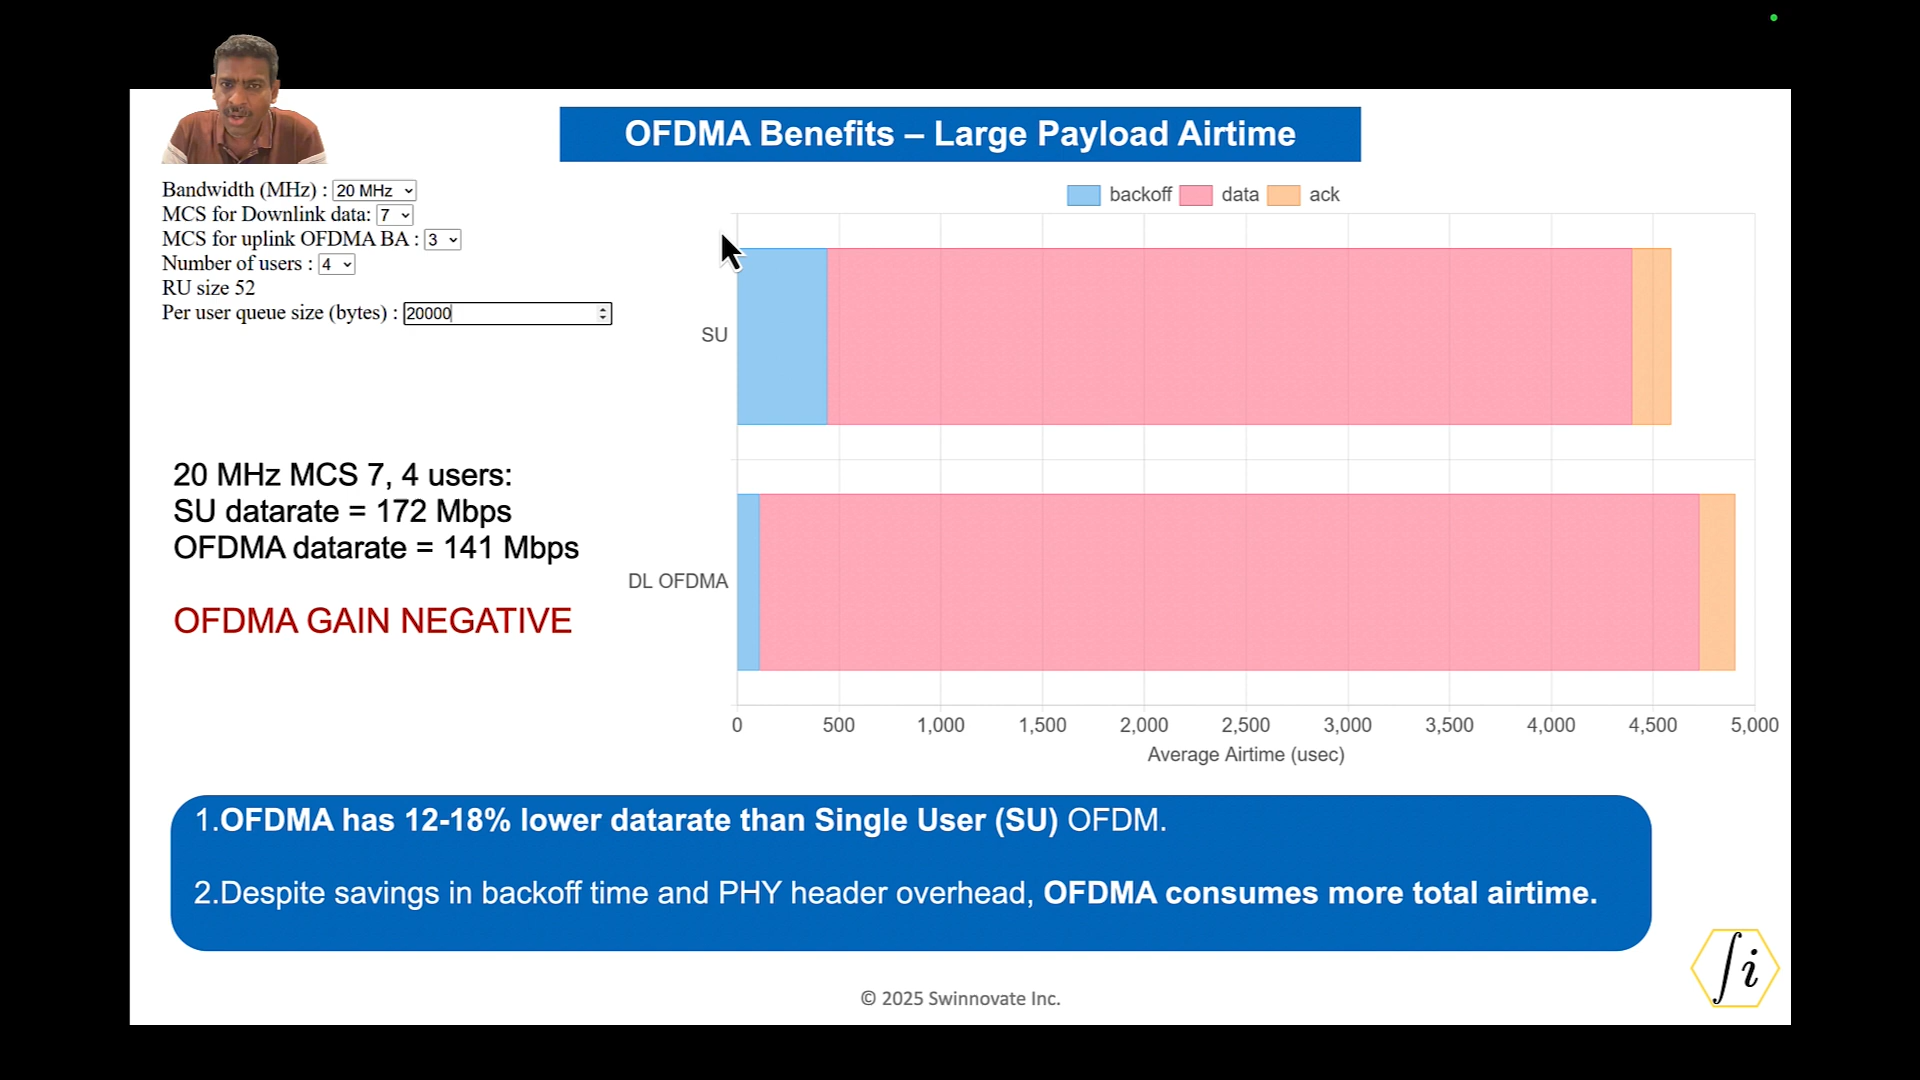 OFDMA Benefits – Large Payload Airtime
Bandwidth (MHz) : 20 MHz
MCS for Downlink data: 7
MCS for uplink OFDMA BA : 3
Number of users : 4
RU size 52
Per user queue size (bytes) : 20000
20 MHz MCS 7, 4 users:
SU datarate = 172 Mbps
OFDMA datarate = 141 Mbps
OFDMA GAIN NEGATIVE
backoff data ack
SU
DL OFDMA
0 500 1,000 1,500 2,000 2,500 3,000 3,500 4,000 4,500 5,000
Average Airtime (usec)
1.OFDMA has 12-18% lower datarate than Single User (SU) OFDM.
2.Despite savings in backoff time and PHY header overhead, OFDMA consumes more total airtime.
∫i
© 2025 Swinnovate Inc.